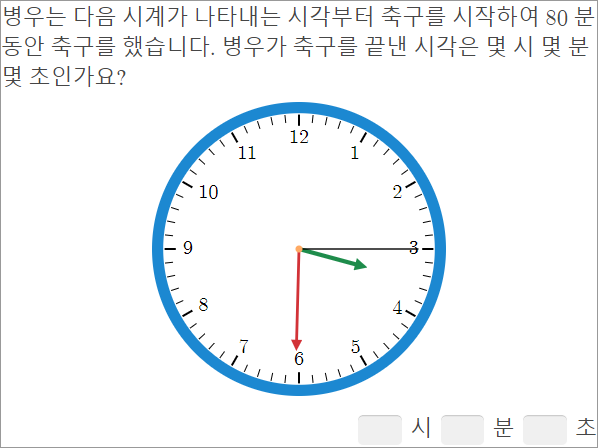 병우는 다음 시계가 나타내는 시각부터 축구를 시작하여 80 분
동안 축구를 했습니다. 병우가 축구를 끝낸 시각은 몇 시 몇 분
몇 초인가요?
12
11 1
10 2
9 3
8 4
7 5
6
시 분 초